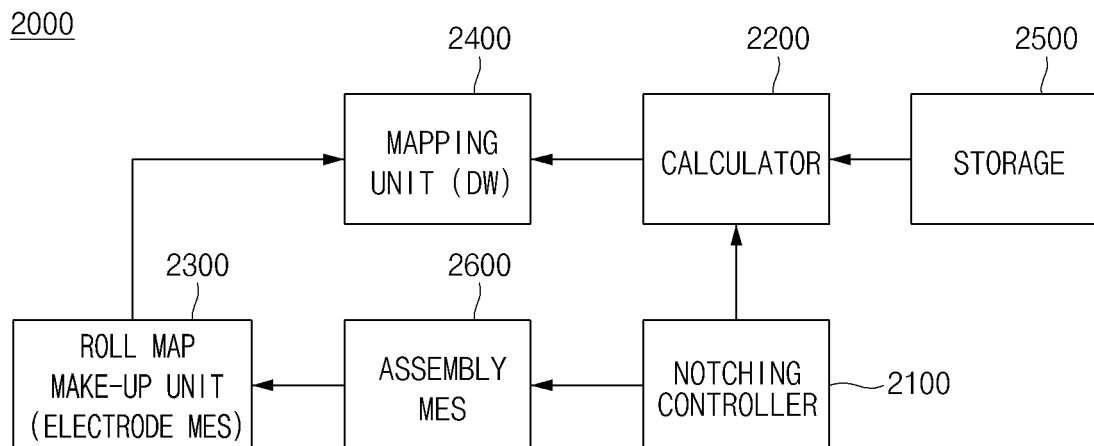 2000
2400
2200
2500
MAPPING
UNIT (DW)
CALCULATOR
STORAGE
2300
2600
ROLL MAP
MAKE-UP UNIT
(ELECTRODE MES)
ASSEMBLY
MES
NOTCHING
CONTROLLER
2100